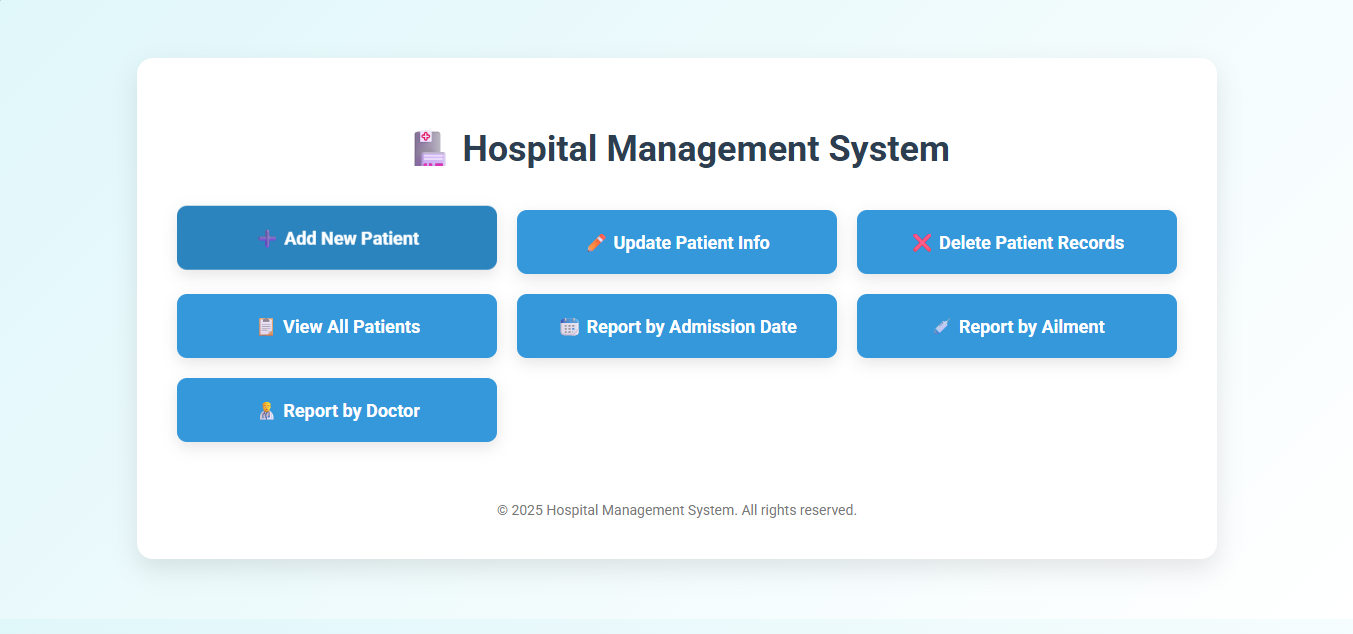 Hospital Management System
Add New Patient
Update Patient Info
Delete Patient Records
View All Patients
Report by Admission Date
Report by Ailment
Report by Doctor
© 2025 Hospital Management System. All rights reserved.